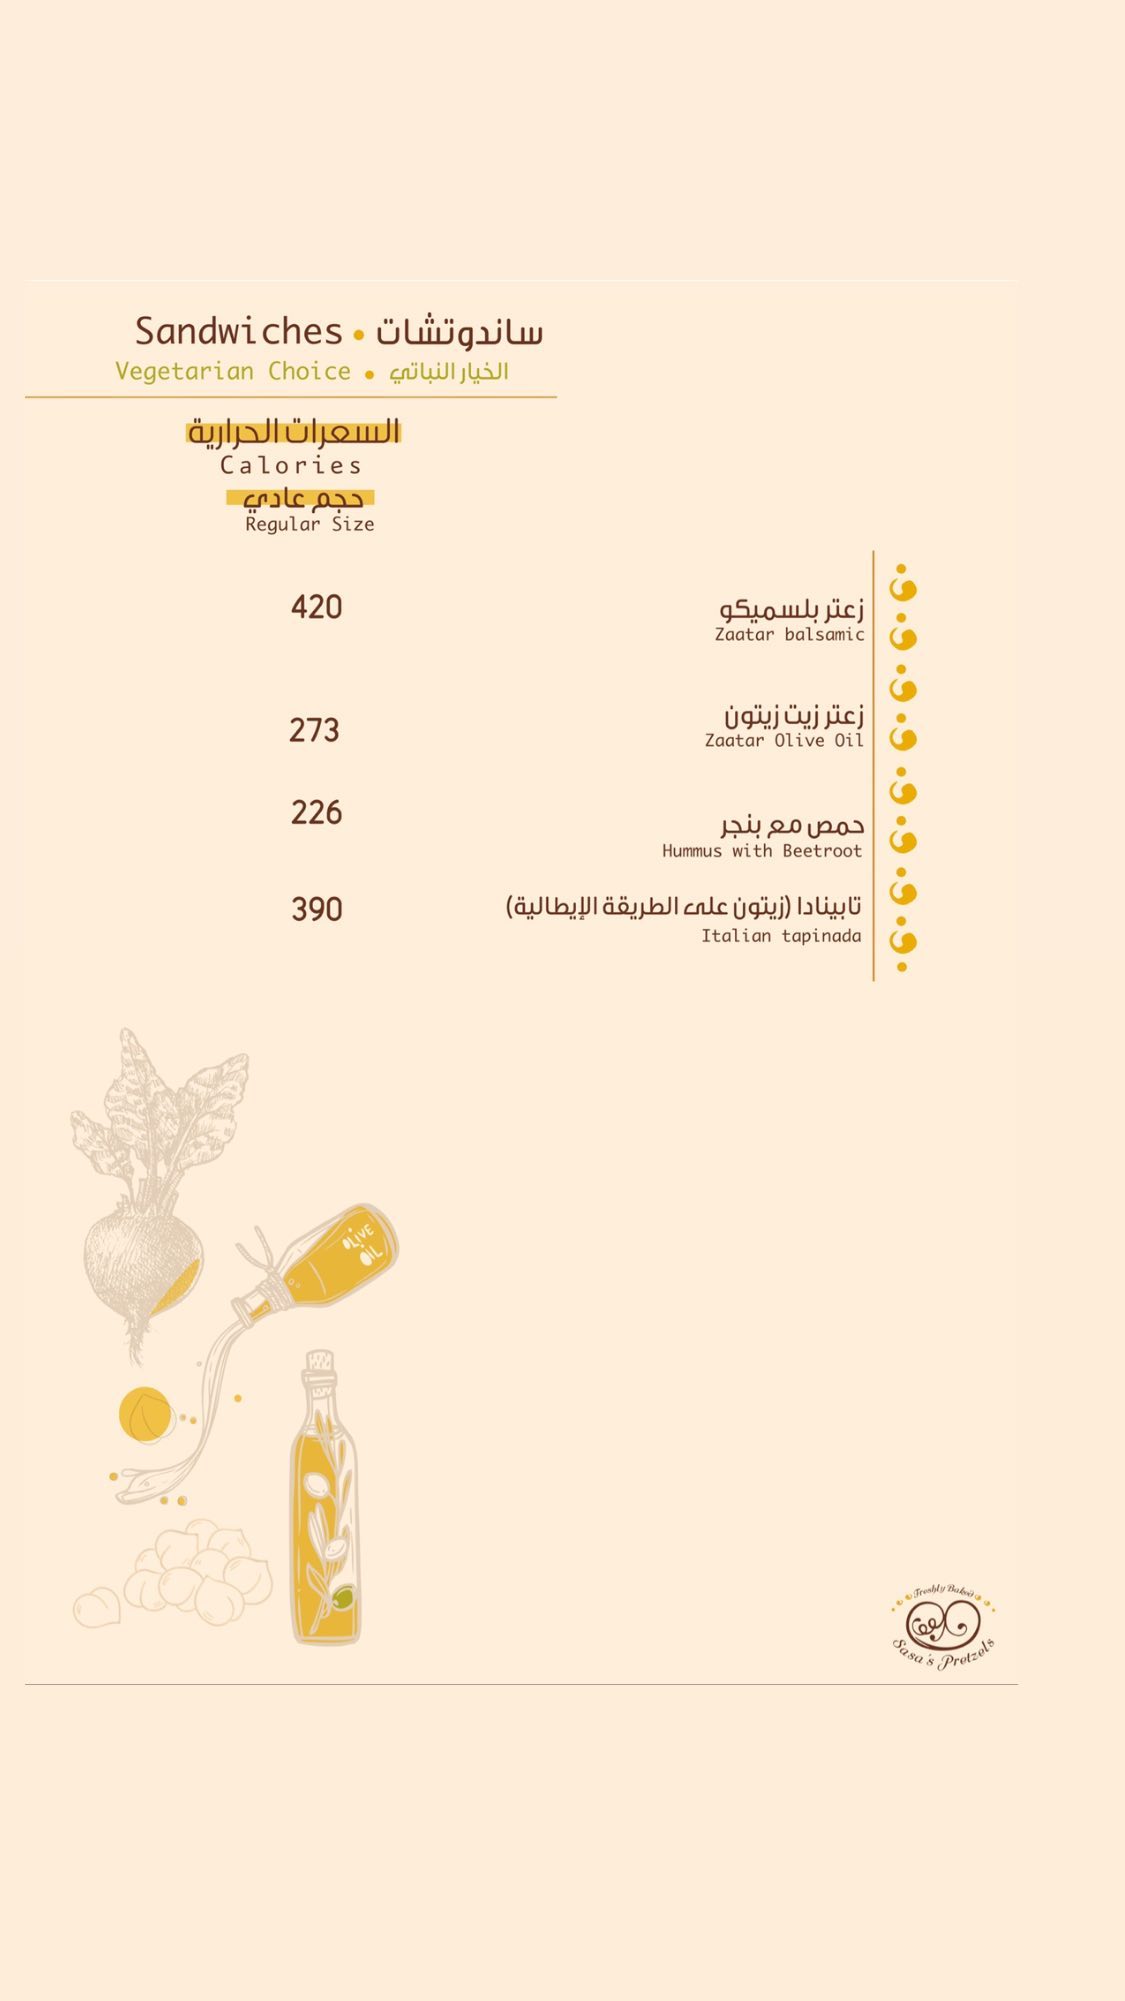 Sandwiches • ساندوتشات
Vegetarian Choice • الخيار النباتي
السعرات الحرارية
Calories
حجم عادي
Regular Size
420
زعتر بلسميكو
Zaatar balsamic
273
زعتر زيت زيتون
Zaatar Olive Oil
226
حمص مع بنجر
Hummus with Beetroot
390
تابينادا (زيتون على الطريقة الإيطالية)
Italian tapinada
OLIVE
OIL
Freshly Baked
Sasa's Pretzels